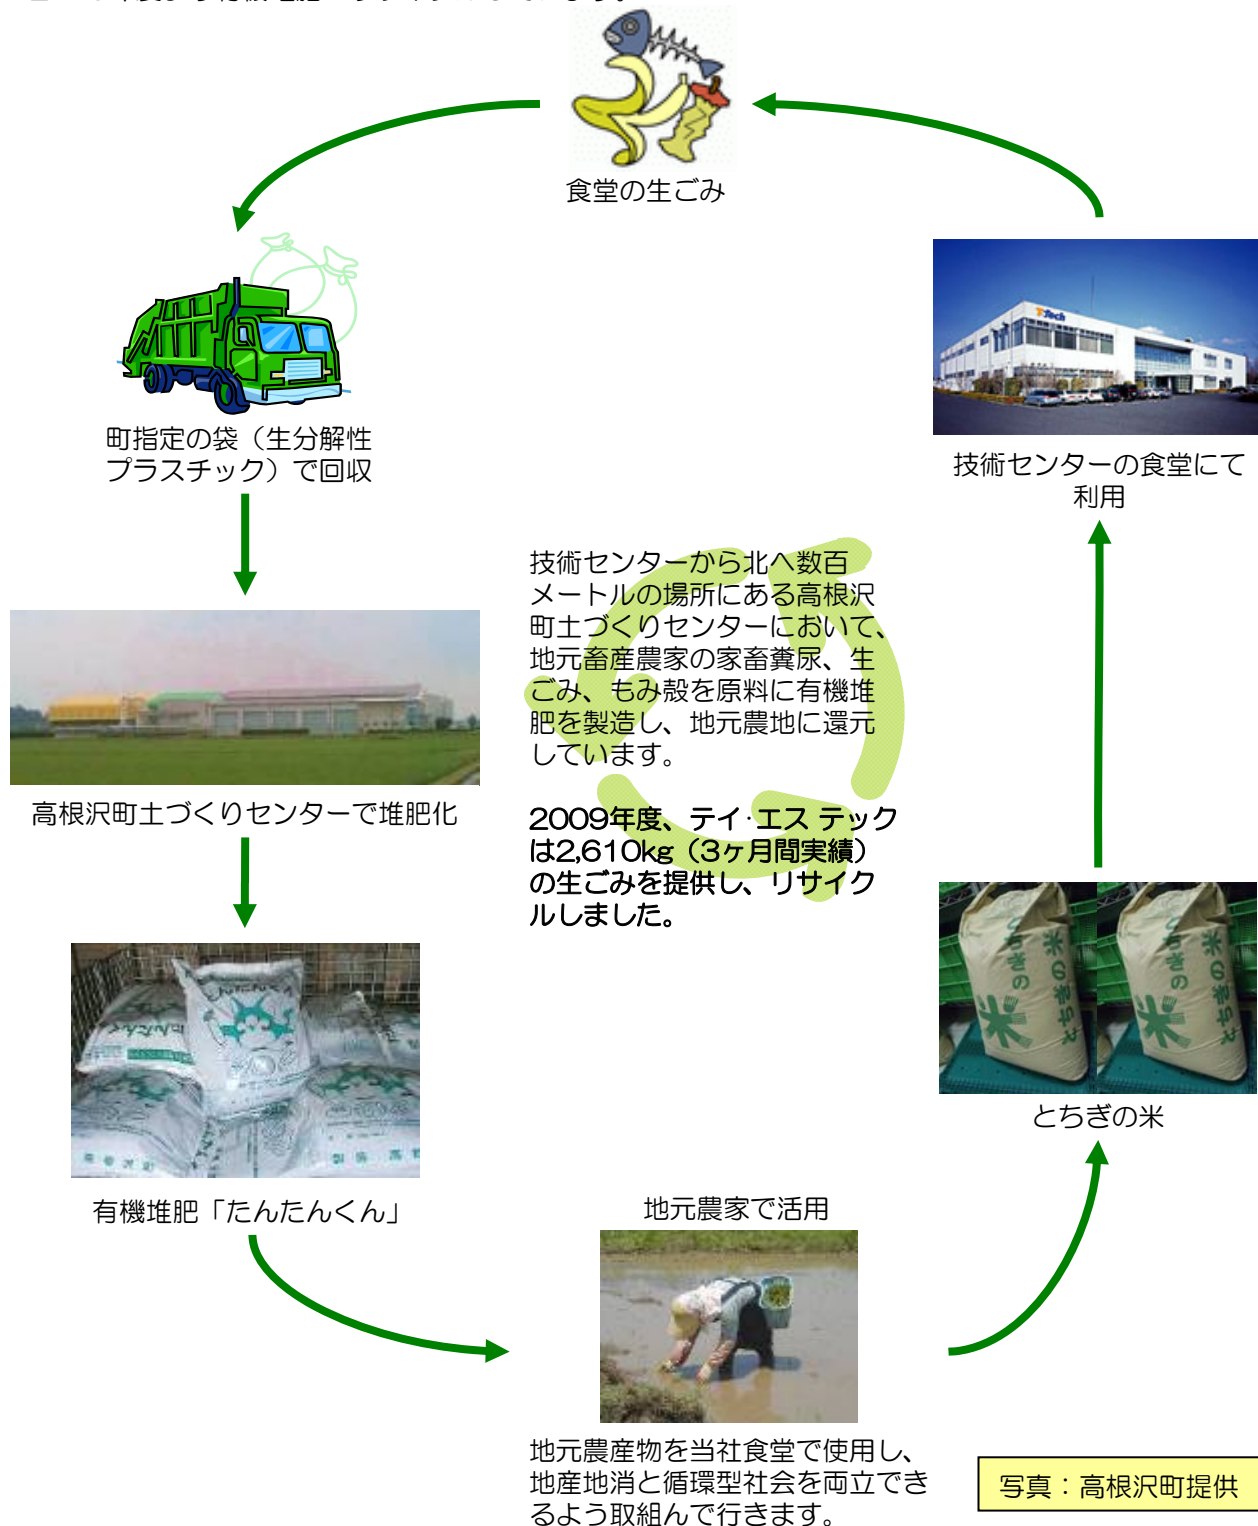 食堂の生ごみ
町指定の袋（生分解性
プラスチック）で回収
技術センターの食堂にて
利用
技術センターから北へ数百
メートルの場所にある高根沢
町土づくりセンターにおいて、
地元畜産農家の家畜糞尿、生
ごみ、もみ殻を原料に有機堆
肥を製造し、地元農地に還元
しています。
高根沢町土づくりセンターで堆肥化
2009年度、テイ・エス テック
は2,610kg（3ヶ月間実績）
の生ごみを提供し、リサイク
ルしました。
とちぎの米
とちぎの米
有機堆肥「たんたんくん」
地元農家で活用
とちぎの米
地元農産物を当社食堂で使用し、
地産地消と循環型社会を両立でき
るよう取組んで行きます。
写真：高根沢町提供